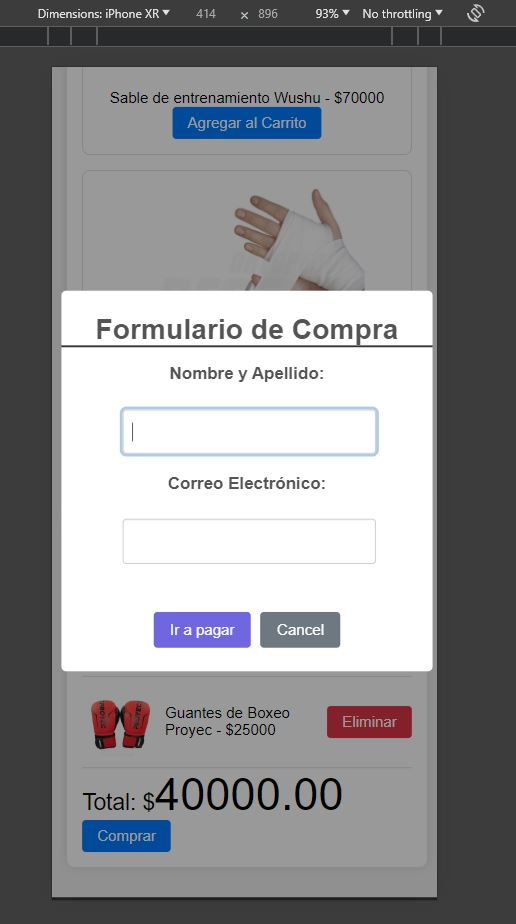 Dimensions: iPhone XR ▼ 414 × 896 93% ▼ No throttling ▼
Sable de entrenamiento Wushu - $70000
Agregar al Carrito
Formulario de Compra
Nombre y Apellido:
Correo Electrónico:
Ir a pagar Cancel
Guantes de Boxeo
Proyec - $25000
Eliminar
Total: $40000.00
Comprar